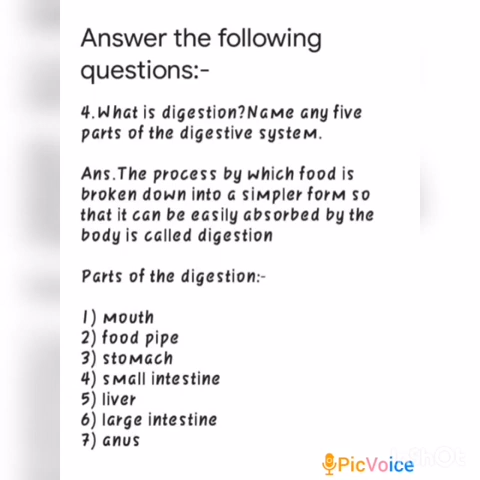 Answer the following
questions:-
4.What is digestion?Name any five
parts of the digestive system.
Ans.The process by which food is
broken down into a simpler form so
that it can be easily absorbed by the
body is called digestion
Parts of the digestion:-
1) mouth
2) food pipe
3) stomach
4) small intestine
5) liver
6) large intestine
7) anus
PicVoice